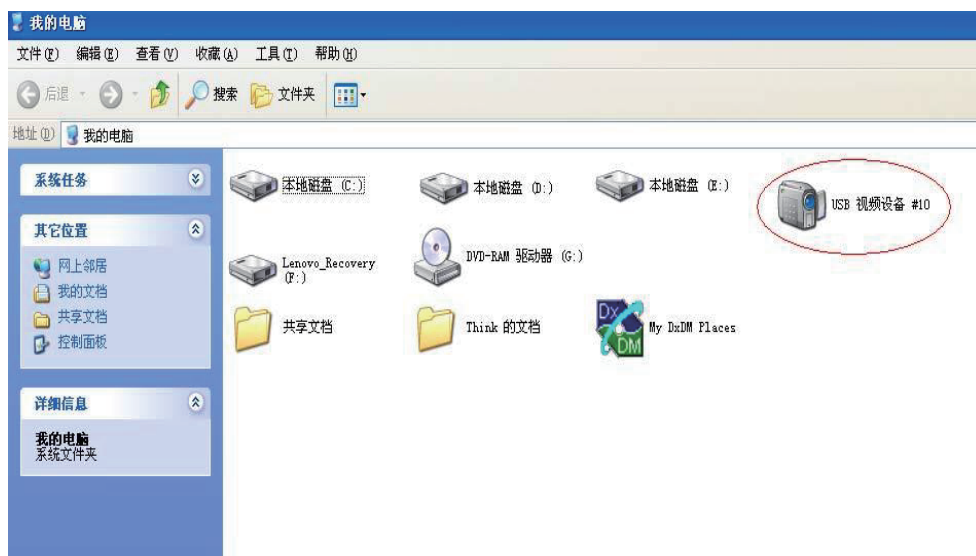 我的电脑
文件(F) 编辑(E) 查看(V) 收藏(A) 工具(T) 帮助(H)
后退 搜索 文件夹
地址(D) 我的电脑
系统任务
其它位置
网上邻居
我的文档
共享文档
控制面板
详细信息
我的电脑
系统文件夹
本地磁盘 (C:) 本地磁盘 (D:) 本地磁盘 (E:) USB 视频设备 #10
Lenovo_Recovery
(F:)
DVD-RAM 驱动器 (G:)
共享文档 Think 的文档 My DxDM Places
Dx
DM